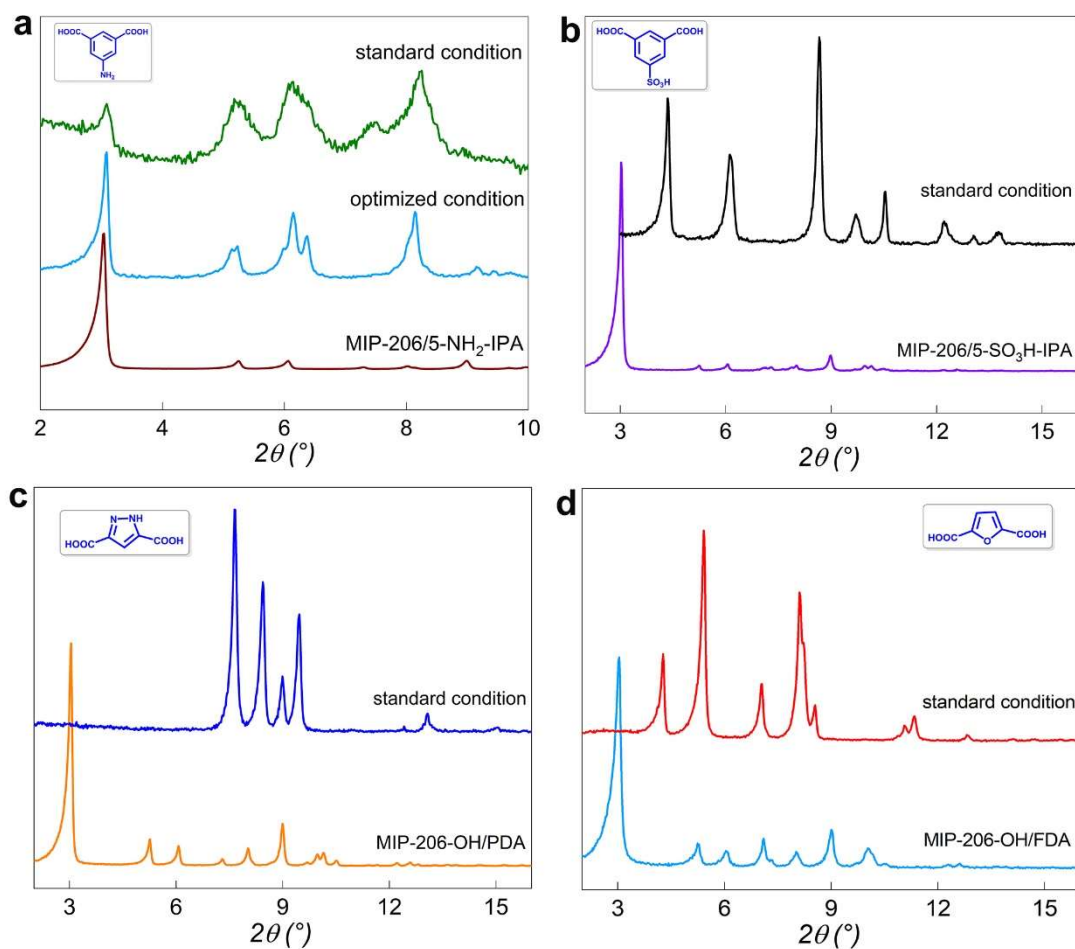 a
HOOC COOH
NH₂
standard condition
optimized condition
MIP-206/5-NH₂-IPA
2 4 6 8 10
2θ (°)
b
HOOC COOH
SO₃H
standard condition
MIP-206/5-SO₃H-IPA
3 6 9 12 15
2θ (°)
c
N NH
HOOC COOH
standard condition
MIP-206-OH/PDA
3 6 9 12 15
2θ (°)
d
HOOC O COOH
standard condition
MIP-206-OH/FDA
3 6 9 12 15
2θ (°)